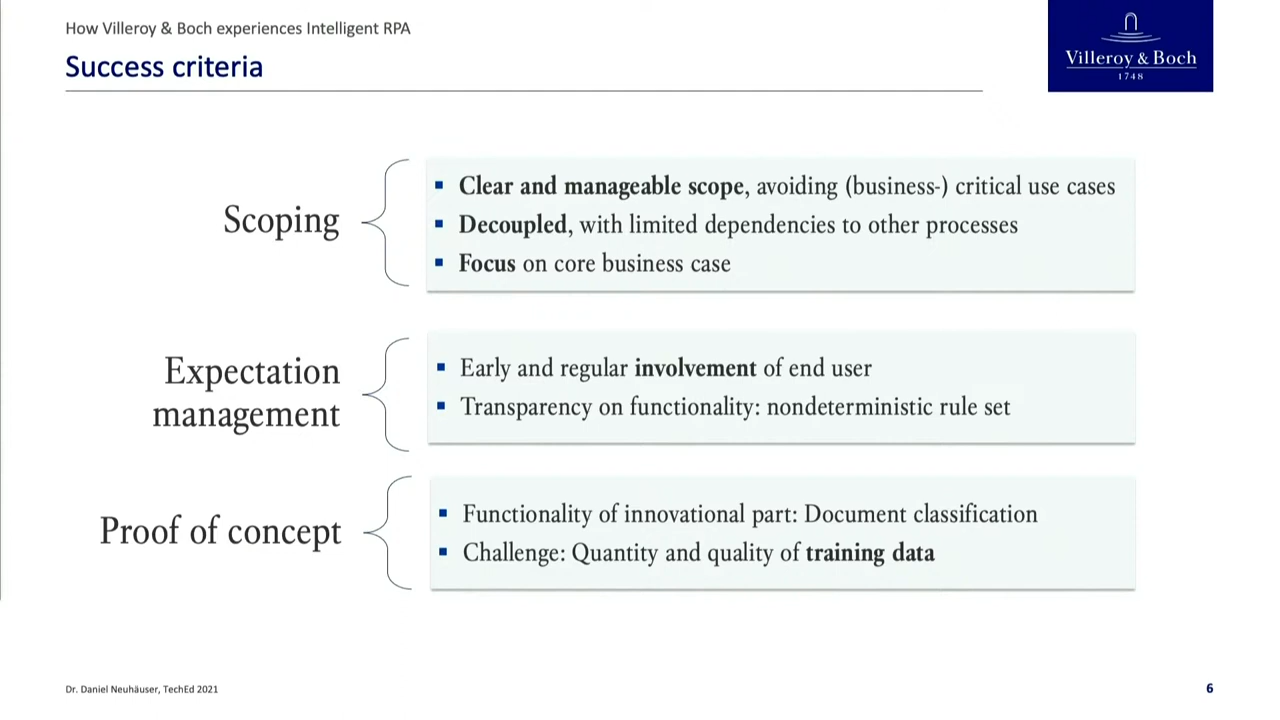 How Villeroy & Boch experiences Intelligent RPA
Success criteria
Villeroy & Boch
1748
Scoping
▪ Clear and manageable scope, avoiding (business-) critical use cases
▪ Decoupled, with limited dependencies to other processes
▪ Focus on core business case
Expectation
management
▪ Early and regular involvement of end user
▪ Transparency on functionality: nondeterministic rule set
Proof of concept
▪ Functionality of innovational part: Document classification
▪ Challenge: Quantity and quality of training data
Dr. Daniel Neuhäuser, TechEd 2021
6